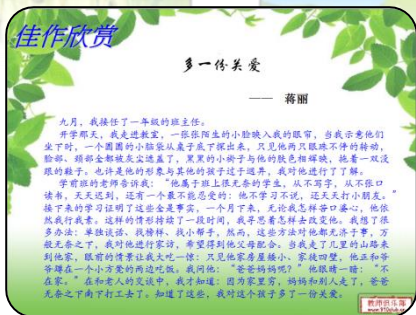 佳作欣赏
多一份关爱
—— 蒋丽
九月，我接任了一年级的班主任。
开学那天，我走进教室，一张张陌生的小脸映入我的眼帘，当我示意他们
坐下时，一个圆圆的小脑袋从桌子底下探出来，只见他两只眼珠不停的转动，
脸部、颈部全都被灰尘遮盖了，黑黑的小褂子与他的肤色相辉映，拖着一双没
跟的鞋子。也许是他的形象与其他的孩子过于迥异，我对他进行了了解。
学前班的老师告诉我：“他属于班上很无奈的学生，从不写字，从不张口
读书，天天迟到，还有一个最不能忍受的：他不学习不说，还天天打小朋友。”
接下来的学习证明了这些全是事实，一个月了来，无论我怎样苦口婆心，他依
然我行我素。这样的情形持续了一段时间，我寻思着怎样去改变他。我想了很
多办法：单独谈话、找榜样、找小帮手，然而，这些方法对他都无济于事，万
般无奈之下，我对他进行家访，希望得到他父母配合。当我走了几里的山路来
到他家，眼前的情景让我大吃一惊：只见他家房屋矮小、家徒四壁，他正和爷
爷蹲在一个小方凳的两边吃饭。我问他：“爸爸妈妈呢？”他眼睛一暗：“不
在家。”在和老人的交谈中，我才知道：因为家里穷，妈妈和别人走了，爸爸
无奈之下南下打工去了。知道了这些，我对这个孩子多了一份关爱。
教师俱乐部